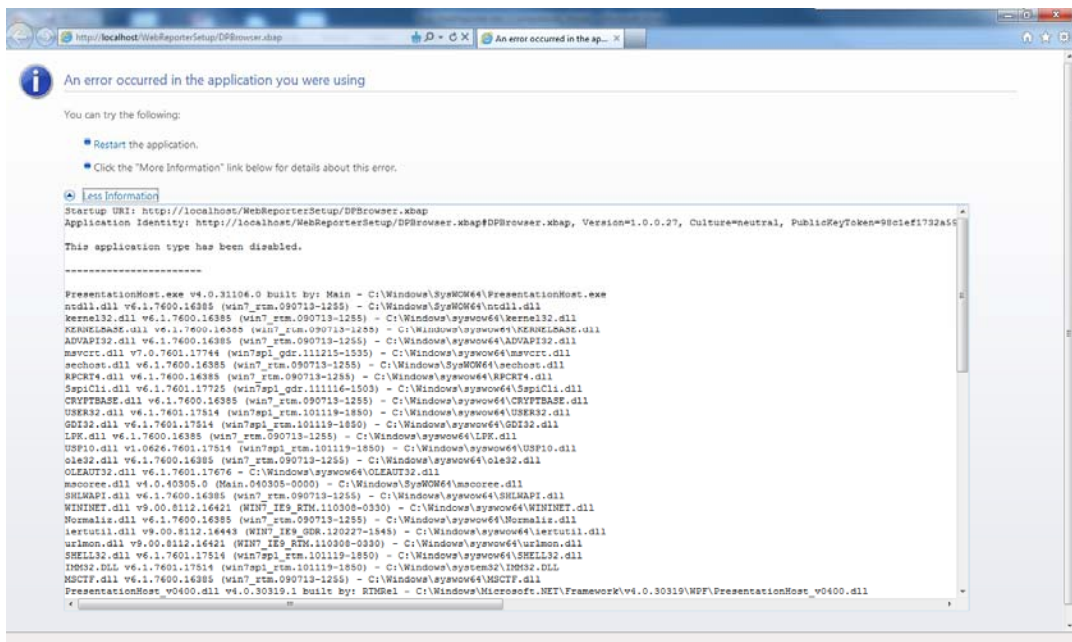 http://localhost/WebReporterSetup/DPBrowser.xbap
An error occurred in the ap...
An error occurred in the application you were using
You can try the following:
Restart the application.
Click the "More Information" link below for details about this error.
Less Information
Startup URI: http://localhost/WebReporterSetup/DPBrowser.xbap
Application Identity: http://localhost/WebReporterSetup/DPBrowser.xbap#DPBrowser.xbap, Version=1.0.0.27, Culture=neutral, PublicKeyToken=98c1ef1732a59
This application type has been disabled.
------------------------
PresentationHost.exe v4.0.31106.0 built by: Main - C:\Windows\SysWOW64\PresentationHost.exe
ntdll.dll v6.1.7600.16385 (win7_rtm.090713-1255) - C:\Windows\SysWOW64\ntdll.dll
kernel32.dll v6.1.7600.16385 (win7_rtm.090713-1255) - C:\Windows\syswow64\kernel32.dll
KERNELBASE.dll v6.1.7600.16385 (win7_rtm.090713-1255) - C:\Windows\syswow64\KERNELBASE.dll
ADVAPI32.dll v6.1.7600.16385 (win7_rtm.090713-1255) - C:\Windows\syswow64\ADVAPI32.dll
msvcrt.dll v7.0.7601.17744 (win7sp1_gdr.111215-1535) - C:\Windows\syswow64\msvcrt.dll
sechost.dll v6.1.7600.16385 (win7_rtm.090713-1255) - C:\Windows\SysWOW64\sechost.dll
RPCRT4.dll v6.1.7600.16385 (win7_rtm.090713-1255) - C:\Windows\syswow64\RPCRT4.dll
SspiCli.dll v6.1.7601.17725 (win7sp1_gdr.111116-1503) - C:\Windows\syswow64\SspiCli.dll
CRYPTBASE.dll v6.1.7600.16385 (win7_rtm.090713-1255) - C:\Windows\syswow64\CRYPTBASE.dll
USER32.dll v6.1.7601.17514 (win7sp1_rtm.101119-1850) - C:\Windows\syswow64\USER32.dll
GDI32.dll v6.1.7601.17514 (win7sp1_rtm.101119-1850) - C:\Windows\syswow64\GDI32.dll
LPK.dll v6.1.7600.16385 (win7_rtm.090713-1255) - C:\Windows\syswow64\LPK.dll
USP10.dll v1.0626.7601.17514 (win7sp1_rtm.101119-1850) - C:\Windows\syswow64\USP10.dll
ole32.dll v6.1.7600.16385 (win7_rtm.090713-1255) - C:\Windows\syswow64\ole32.dll
OLEAUT32.dll v6.1.7601.17676 - C:\Windows\syswow64\OLEAUT32.dll
mscoree.dll v4.0.40305.0 (Main.040305-0000) - C:\Windows\SysWOW64\mscoree.dll
SHLWAPI.dll v6.1.7600.16385 (win7_rtm.090713-1255) - C:\Windows\syswow64\SHLWAPI.dll
WININET.dll v9.00.8112.16421 (WIN7_IE9_RTM.110308-0330) - C:\Windows\syswow64\WININET.dll
Normaliz.dll v6.1.7600.16385 (win7_rtm.090713-1255) - C:\Windows\syswow64\Normaliz.dll
iertutil.dll v9.00.8112.16443 (WIN7_IE9_GDR.120227-1545) - C:\Windows\syswow64\iertutil.dll
urlmon.dll v9.00.8112.16421 (WIN7_IE9_RTM.110308-0330) - C:\Windows\syswow64\urlmon.dll
SHELL32.dll v6.1.7601.17514 (win7sp1_rtm.101119-1850) - C:\Windows\syswow64\SHELL32.dll
IMM32.DLL v6.1.7601.17514 (win7sp1_rtm.101119-1850) - C:\Windows\system32\IMM32.DLL
MSCTF.dll v6.1.7600.16385 (win7_rtm.090713-1255) - C:\Windows\syswow64\MSCTF.dll
PresentationHost_v0400.dll v4.0.30319.1 built by: RTMRel - C:\Windows\Microsoft.NET\Framework\v4.0.30319\WPF\PresentationHost_v0400.dll